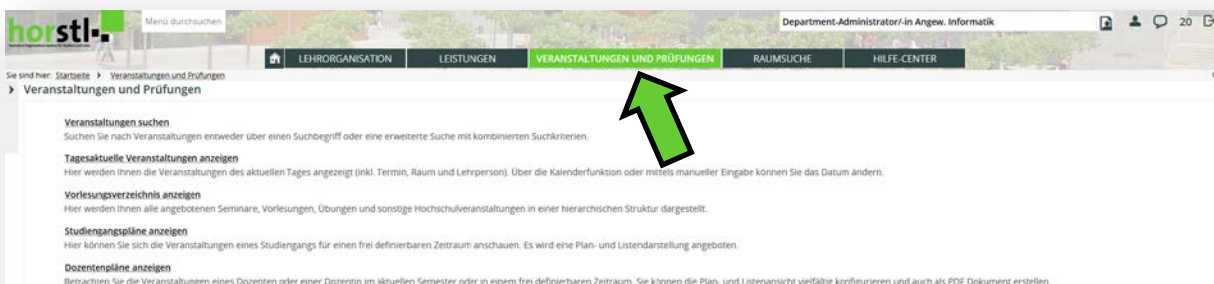 horstl
Menü durchsuchen
Department-Administrator/-in Angew. Informatik
20
LEHRORGANISATION LEISTUNGEN VERANSTALTUNGEN UND PRÜFUNGEN RAUMSUCHE HILFE-CENTER
Sie sind hier: Startseite Veranstaltungen und Prüfungen
Veranstaltungen und Prüfungen
Veranstaltungen suchen
Suchen Sie nach Veranstaltungen entweder über einen Suchbegriff oder eine erweiterte Suche mit kombinierten Suchkriterien.
Tagesaktuelle Veranstaltungen anzeigen
Hier werden Ihnen die Veranstaltungen des aktuellen Tages angezeigt (inkl. Termin, Raum und Lehrperson). Über die Kalenderfunktion oder mittels manueller Eingabe können Sie das Datum ändern.
Vorlesungsverzeichnis anzeigen
Hier werden Ihnen alle angebotenen Seminare, Vorlesungen, Übungen und sonstige Hochschulveranstaltungen in einer hierarchischen Struktur dargestellt.
Studiengangspläne anzeigen
Hier können Sie sich die Veranstaltungen eines Studiengangs für einen frei definierbaren Zeitraum anschauen. Es wird eine Plan- und Listendarstellung angeboten.
Dozentenpläne anzeigen
Betrachten Sie die Veranstaltungen eines Dozenten oder einer Dozentin im aktuellen Semester oder in einem frei definierbaren Zeitraum. Sie können die Plan- und Listenansicht vielfältig konfigurieren und auch als PDF Dokument erstellen.